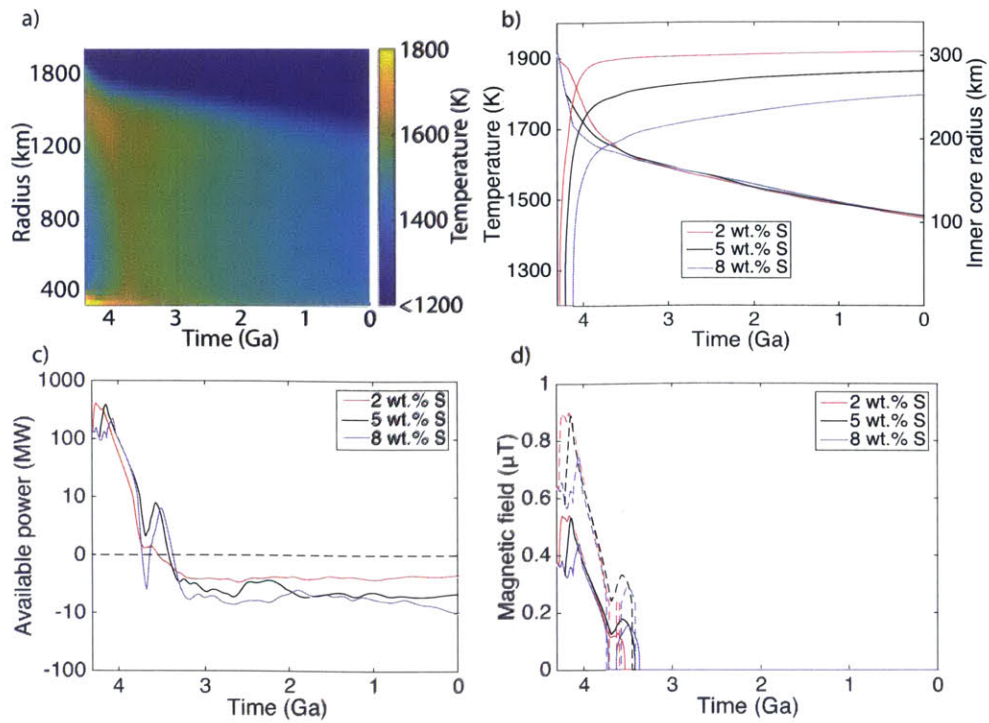 a)
1800
1200
800
400
Radius (km)
4
3
2
1
0
Time (Ga)
1800
1600
1400
<1200
Temperature (K)
b)
1900
1700
1500
1300
Temperature (K)
300
200
100
Inner core radius (km)
2 wt.% S
5 wt.% S
8 wt.% S
4
3
2
1
0
Time (Ga)
c)
1000
100
10
0
-10
-100
Available power (MW)
2 wt.% S
5 wt.% S
8 wt.% S
4
3
2
1
0
Time (Ga)
d)
1
0.8
0.6
0.4
0.2
0
Magnetic field (μT)
2 wt.% S
5 wt.% S
8 wt.% S
4
3
2
1
0
Time (Ga)